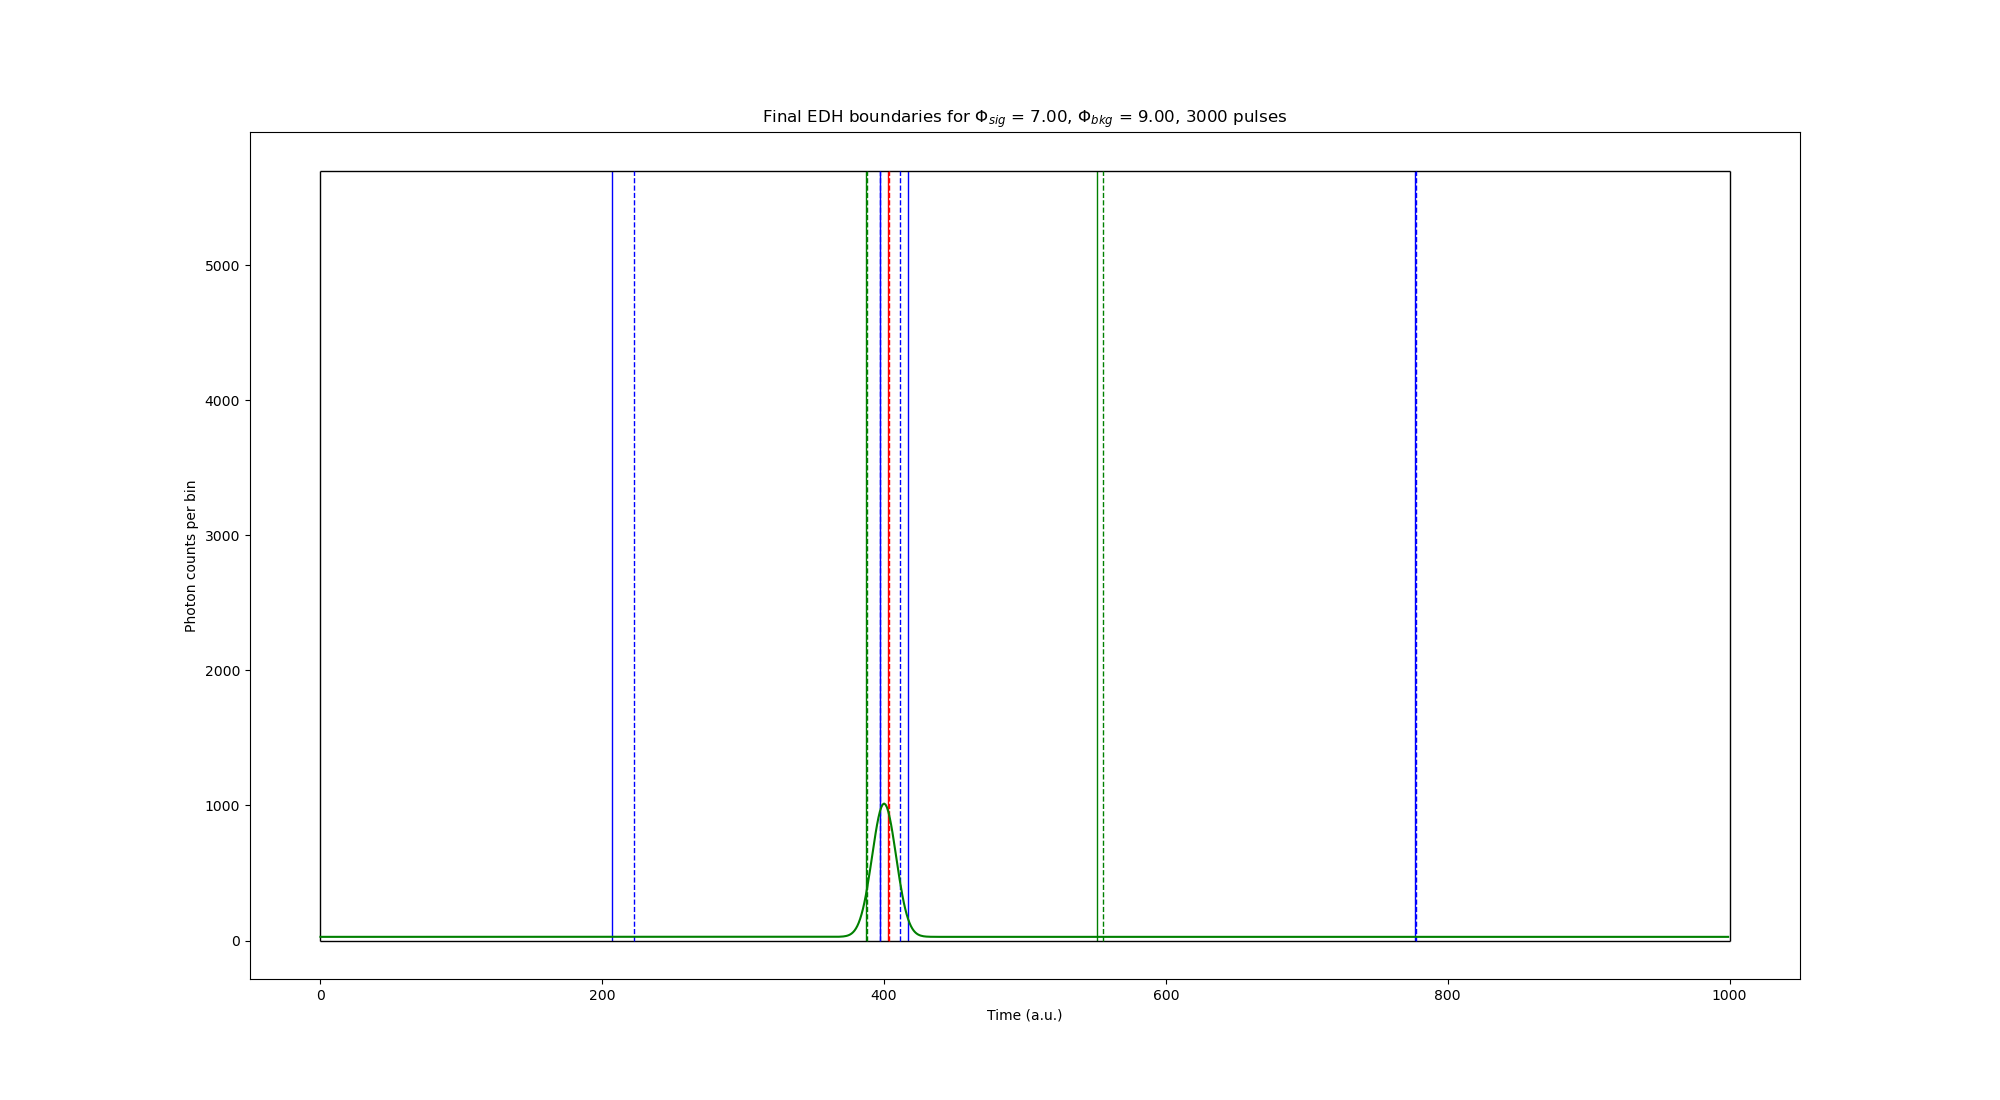 Final EDH boundaries for Φsig = 7.00, Φbkg = 9.00, 3000 pulses
Photon counts per bin
5000
4000
3000
2000
1000
0
0 200 400 600 800 1000
Time (a.u.)